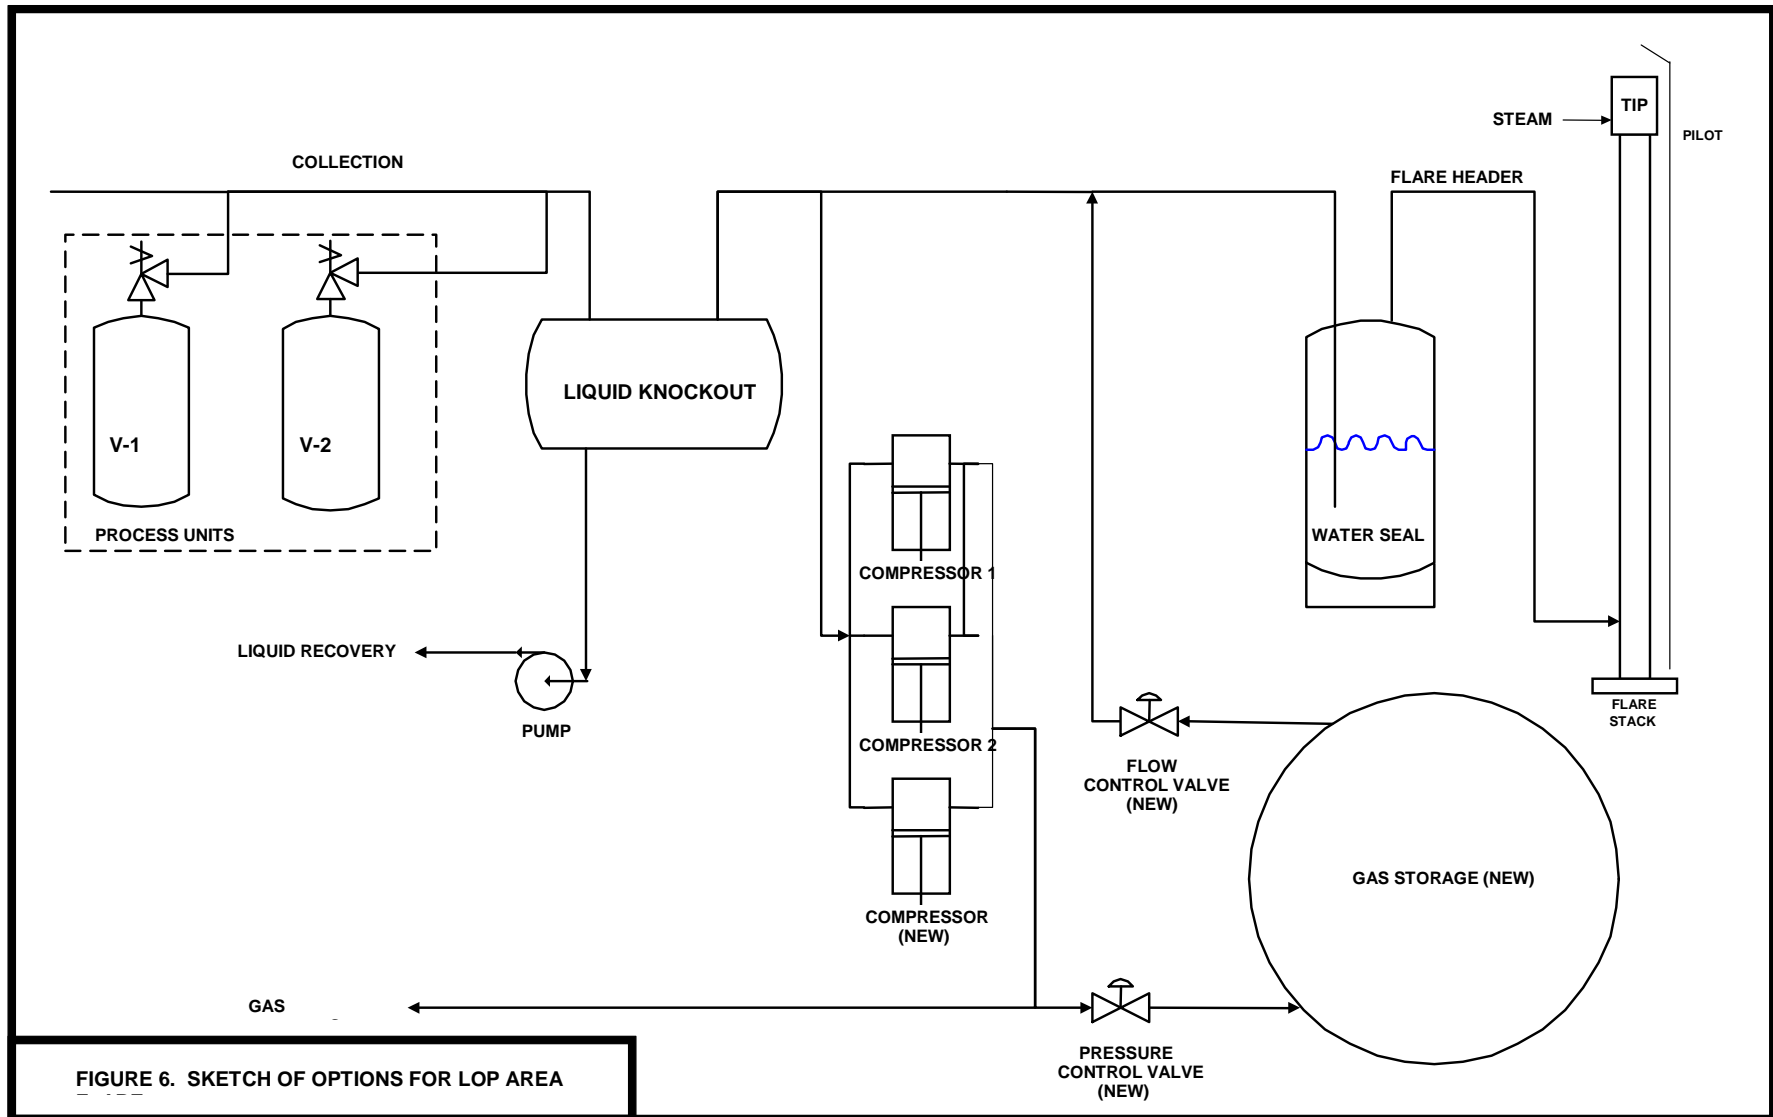 COLLECTION
STEAM
TIP
PILOT
FLARE HEADER
LIQUID KNOCKOUT
V-1
V-2
PROCESS UNITS
WATER SEAL
COMPRESSOR 1
LIQUID RECOVERY
PUMP
COMPRESSOR 2
FLARE
STACK
FLOW
CONTROL VALVE
(NEW)
GAS STORAGE (NEW)
COMPRESSOR
(NEW)
GAS
PRESSURE
CONTROL VALVE
(NEW)
FIGURE 6. SKETCH OF OPTIONS FOR LOP AREA